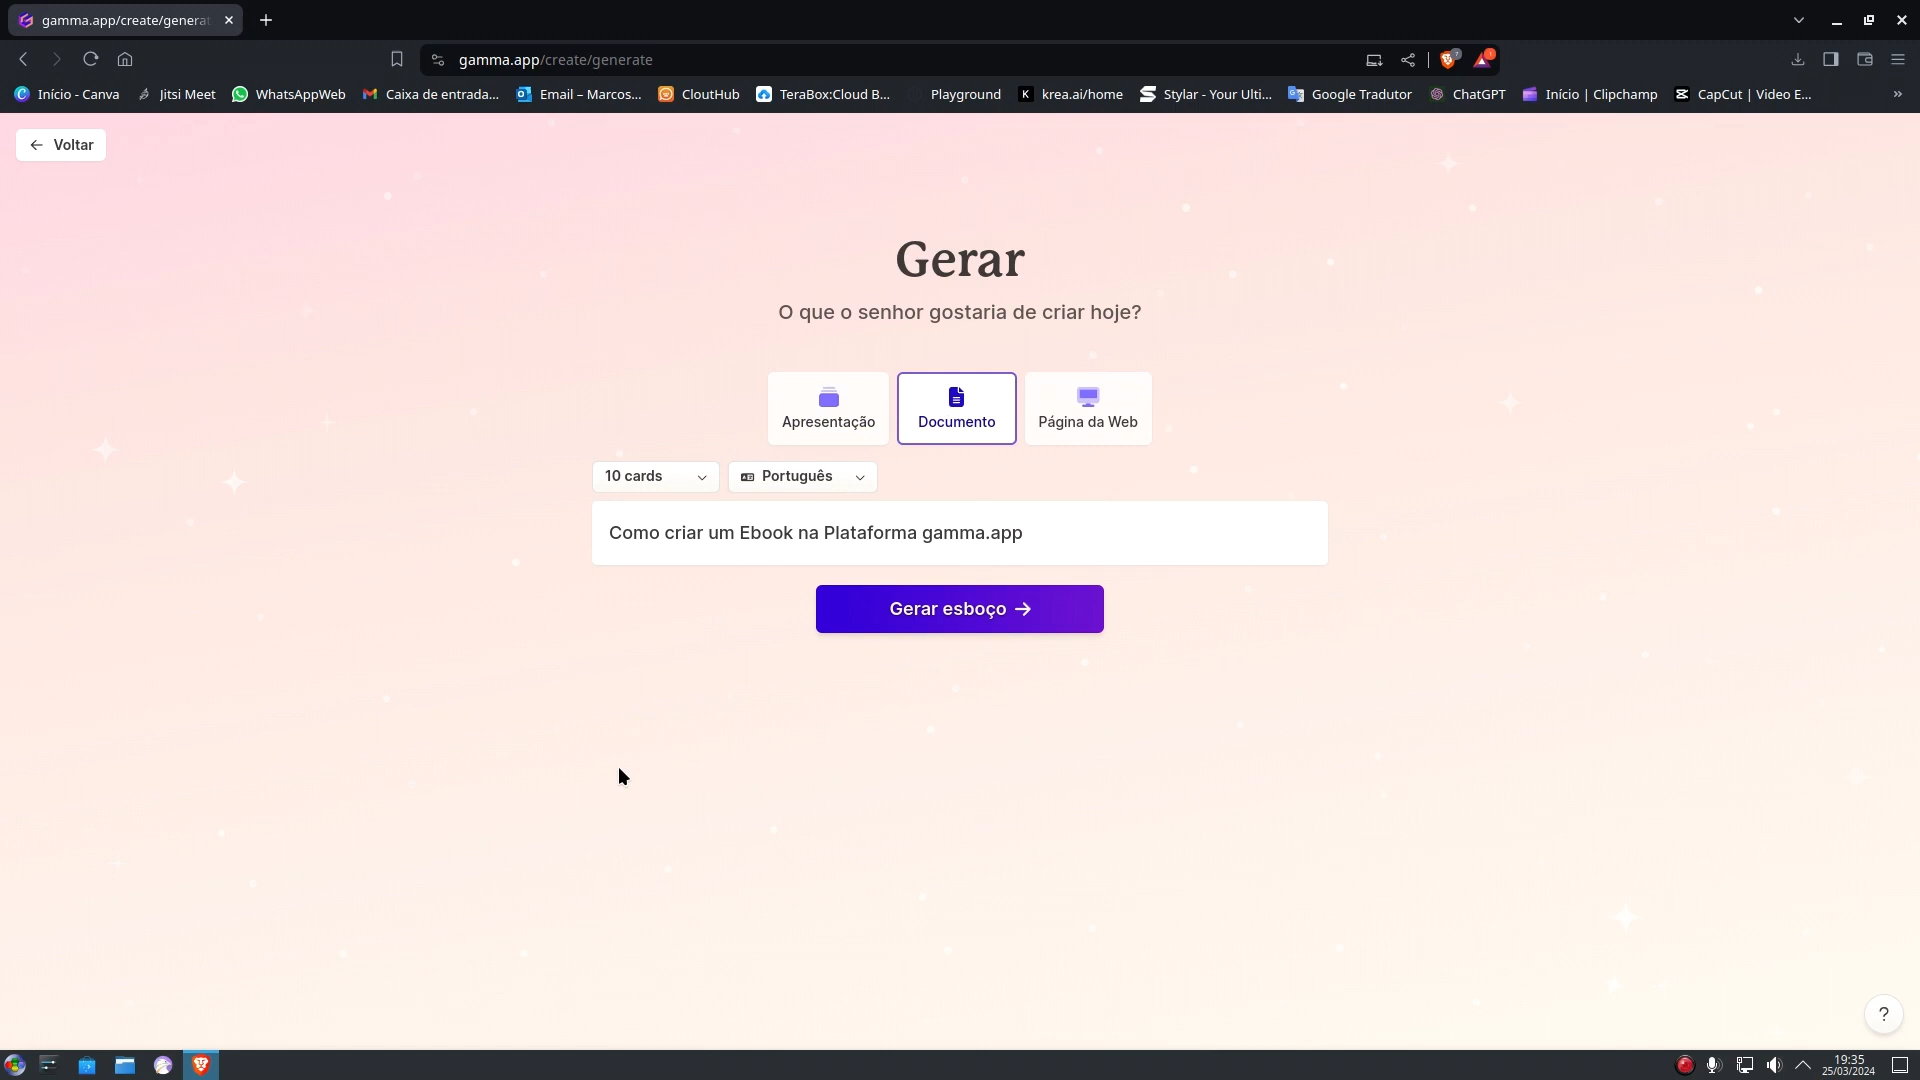 gamma.app/create/generat
gamma.app/create/generate
Início - Canva
Jitsi Meet
WhatsAppWeb
Caixa de entrada...
Email – Marcos...
CloutHub
TeraBox:Cloud B...
Playground
krea.ai/home
Stylar - Your Ulti...
Google Tradutor
ChatGPT
Início | Clipchamp
CapCut | Video E...
»
Voltar
Gerar
O que o senhor gostaria de criar hoje?
Apresentação
Documento
Página da Web
10 cards
Português
Como criar um Ebook na Plataforma gamma.app
Gerar esboço →
?
19:35
25/03/2024